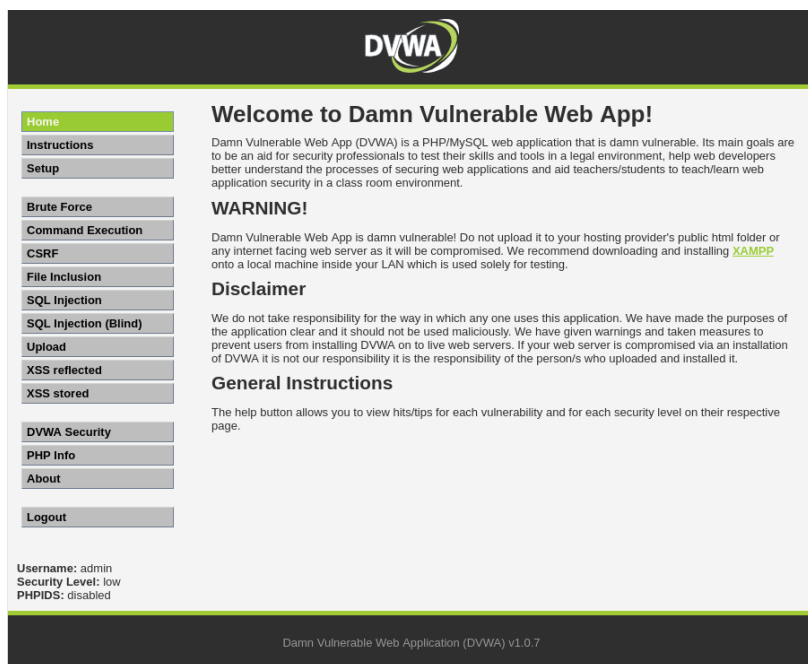 DVWA
Home
Instructions
Setup
Brute Force
Command Execution
CSRF
File Inclusion
SQL Injection
SQL Injection (Blind)
Upload
XSS reflected
XSS stored
DVWA Security
PHP Info
About
Logout
Username: admin
Security Level: low
PHPIDS: disabled
Welcome to Damn Vulnerable Web App!
Damn Vulnerable Web App (DVWA) is a PHP/MySQL web application that is damn vulnerable. Its main goals are
to be an aid for security professionals to test their skills and tools in a legal environment, help web developers
better understand the processes of securing web applications and aid teachers/students to teach/learn web
application security in a class room environment.
WARNING!
Damn Vulnerable Web App is damn vulnerable! Do not upload it to your hosting provider's public html folder or
any internet facing web server as it will be compromised. We recommend downloading and installing XAMPP
onto a local machine inside your LAN which is used solely for testing.
Disclaimer
We do not take responsibility for the way in which any one uses this application. We have made the purposes of
the application clear and it should not be used maliciously. We have given warnings and taken measures to
prevent users from installing DVWA on to live web servers. If your web server is compromised via an installation
of DVWA it is not our responsibility it is the responsibility of the person/s who uploaded and installed it.
General Instructions
The help button allows you to view hits/tips for each vulnerability and for each security level on their respective
page.
Damn Vulnerable Web Application (DVWA) v1.0.7